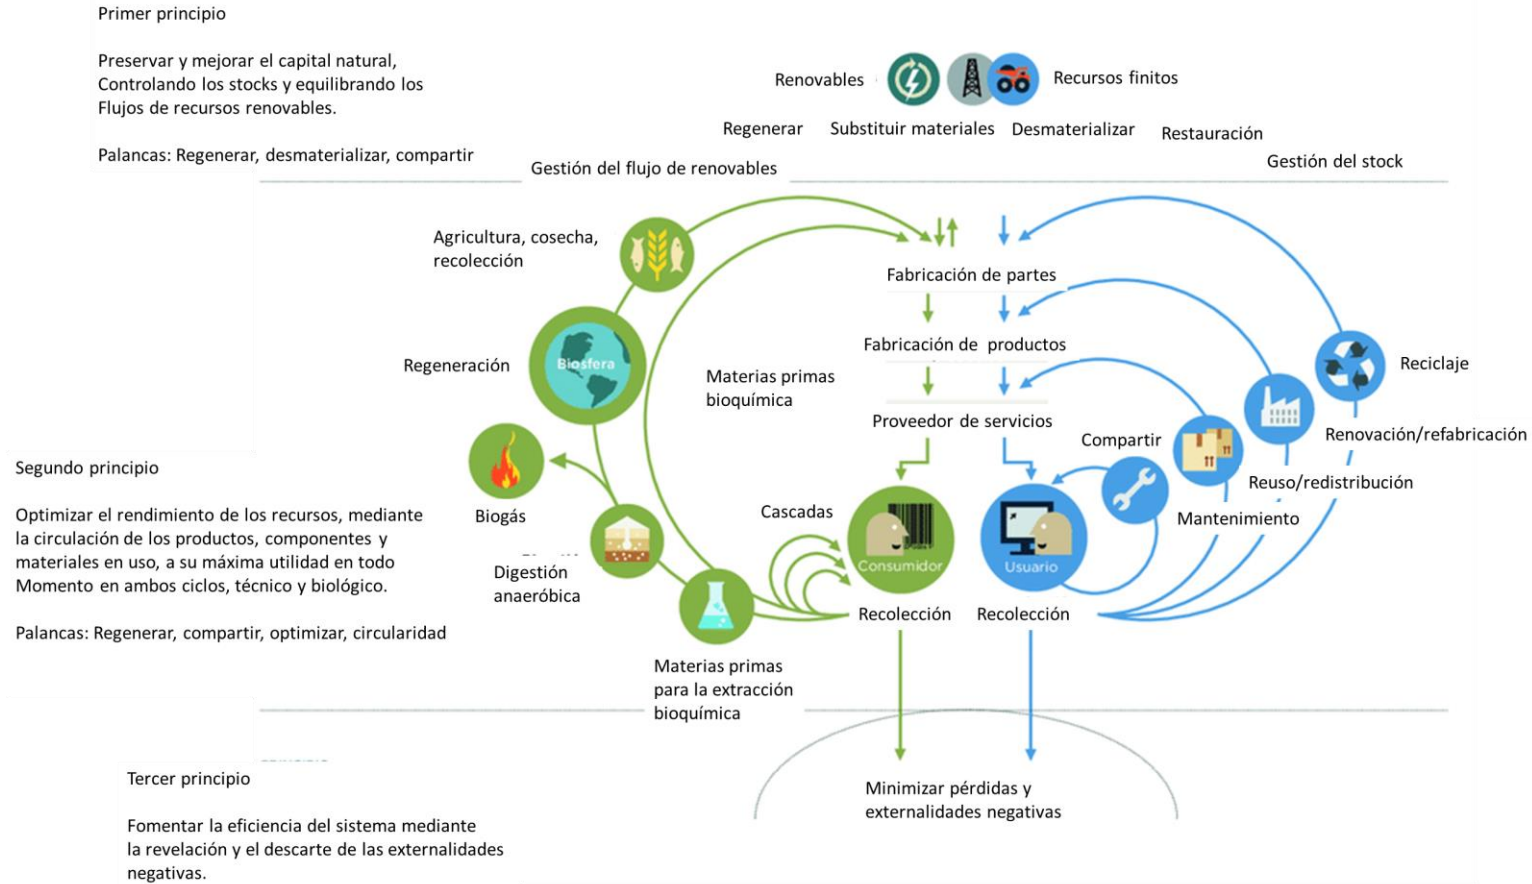 Primer principio
Preservar y mejorar el capital natural,
Controlando los stocks y equilibrando los
Flujos de recursos renovables.
Palancas: Regenerar, desmaterializar, compartir
Renovables
Recursos finitos
Regenerar
Substituir materiales
Desmaterializar
Restauración
Gestión del flujo de renovables
Gestión del stock
Agricultura, cosecha,
recolección
Fabricación de partes
Regeneración
Biosfera
Fabricación de productos
Materias primas
bioquímica
Reciclaje
Proveedor de servicios
Compartir
Renovación/refabricación
Reuso/redistribución
Mantenimiento
Segundo principio
Optimizar el rendimiento de los recursos, mediante
la circulación de los productos, componentes y
materiales en uso, a su máxima utilidad en todo
Momento en ambos ciclos, técnico y biológico.
Palancas: Regenerar, compartir, optimizar, circularidad
Biogás
Cascadas
Digestión
anaeróbica
Consumidor
Usuario
Recolección
Recolección
Materias primas
para la extracción
bioquímica
Tercer principio
Fomentar la eficiencia del sistema mediante
la revelación y el descarte de las externalidades
negativas.
Minimizar pérdidas y
externalidades negativas